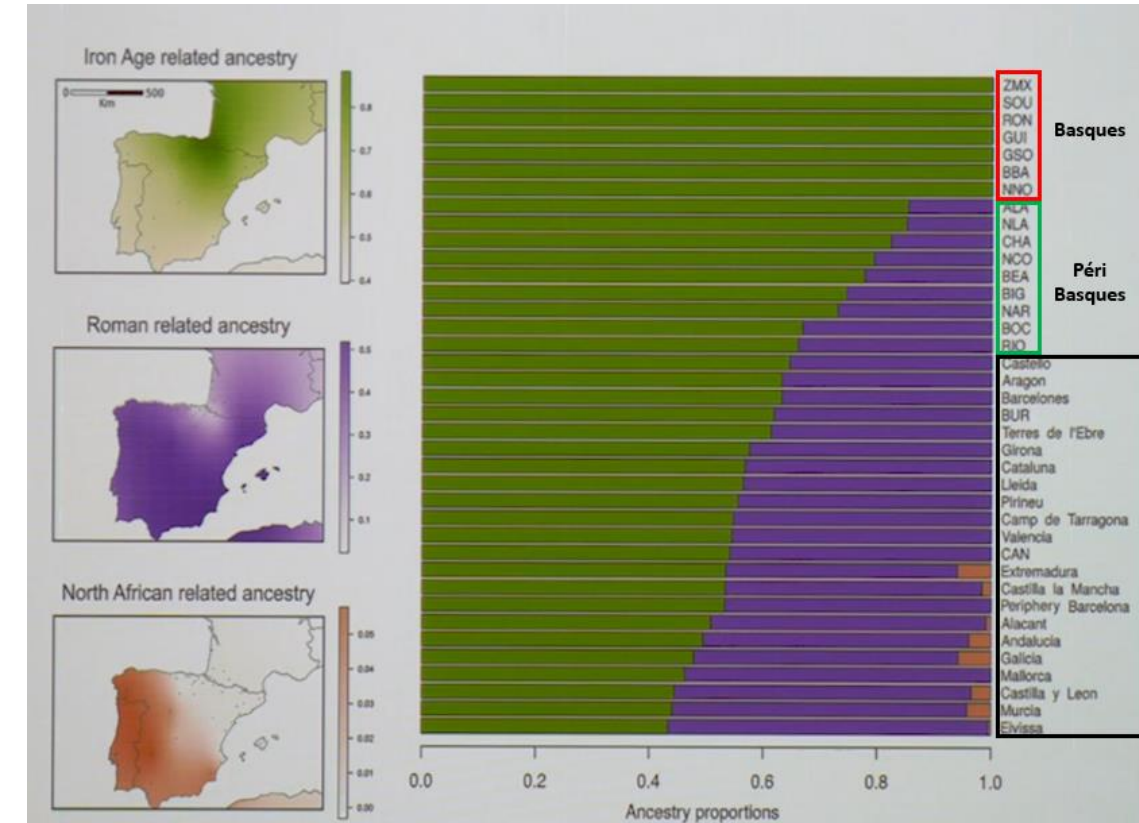 Iron Age related ancestry
0 500
Km
0.8
0.7
0.6
0.5
0.4
Roman related ancestry
0.5
0.4
0.3
0.2
0.1
North African related ancestry
0.05
0.04
0.03
0.02
0.01
0.00
ZMX
SOU
RON
GUI
GSO
BBA
NNO
Basques
ALA
NLA
CHA
NCO
BEA
BIG
NAR
BOC
RIO
Péri
Basques
Castello
Aragon
Barcelones
BUR
Terres de l'Ebre
Girona
Cataluna
Lleida
Pirineu
Camp de Tarragona
Valencia
CAN
Extremadura
Castilla la Mancha
Periphery Barcelona
Alacant
Andalucia
Galicia
Mallorca
Castilla y Leon
Murcia
Eivissa
0.0 0.2 0.4 0.6 0.8 1.0
Ancestry proportions